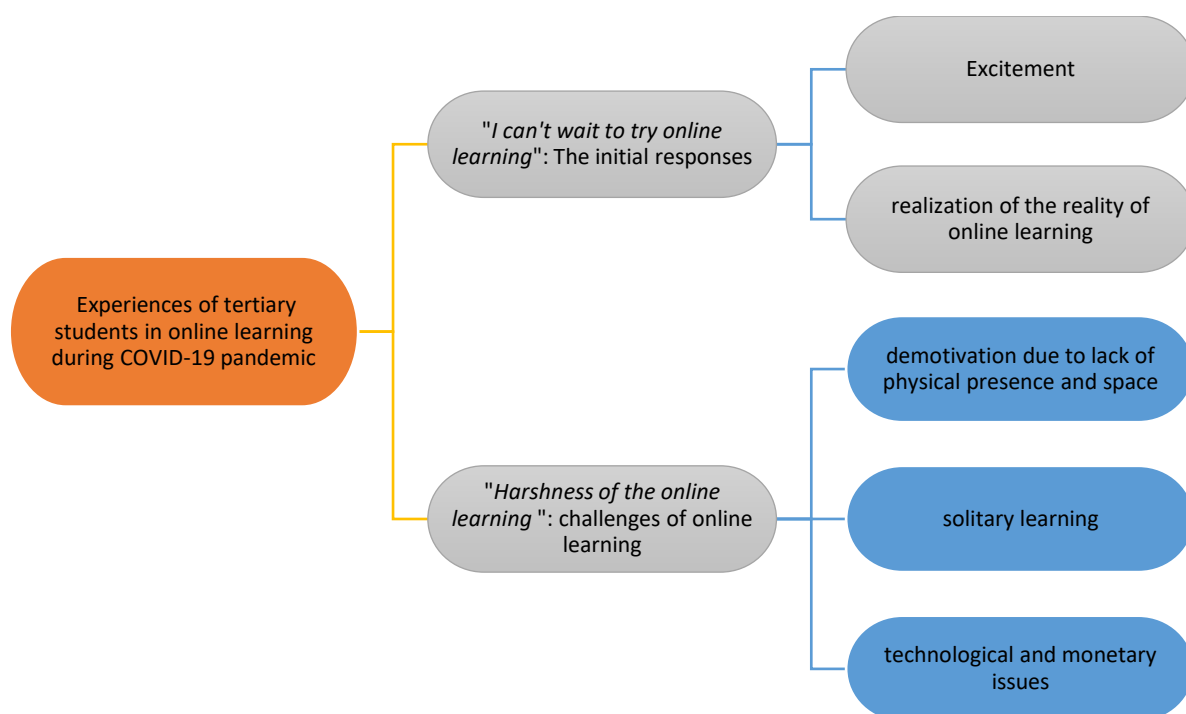 Experiences of tertiary
students in online learning
during COVID-19 pandemic
"I can't wait to try online
learning": The initial responses
Excitement
realization of the reality of
online learning
"Harshness of the online
learning ": challenges of online
learning
demotivation due to lack of
physical presence and space
solitary learning
technological and monetary
issues